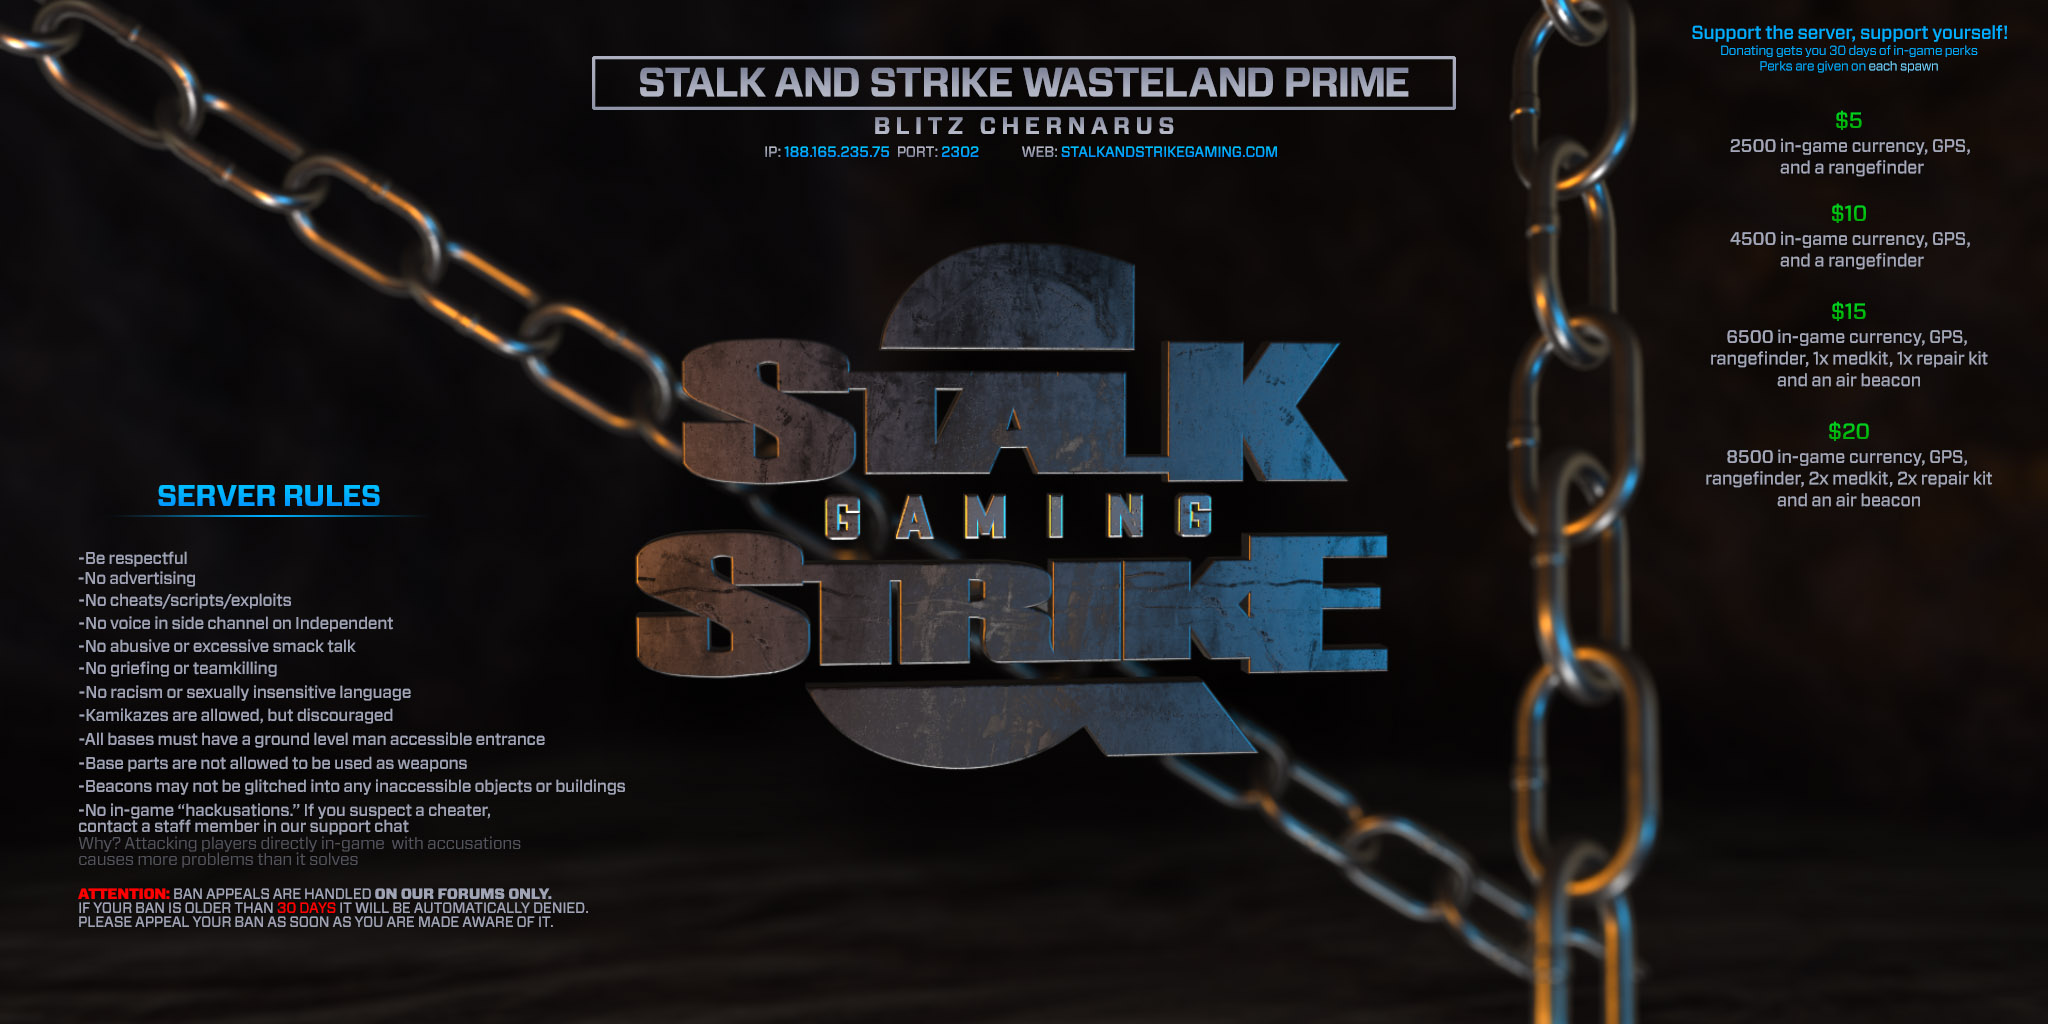 STALK AND STRIKE WASTELAND PRIME
BLITZ CHERNARUS
IP: 188.165.235.75 PORT: 2302 WEB: STALKANDSTRIKEGAMING.COM
Support the server, support yourself!
Donating gets you 30 days of in-game perks
Perks are given on each spawn
$5
2500 in-game currency, GPS,
and a rangefinder
$10
4500 in-game currency, GPS,
and a rangefinder
$15
6500 in-game currency, GPS,
rangefinder, 1x medkit, 1x repair kit
and an air beacon
$20
8500 in-game currency, GPS,
rangefinder, 2x medkit, 2x repair kit
and an air beacon
STALK
GAMING
STRIKE
SERVER RULES
-Be respectful
-No advertising
-No cheats/scripts/exploits
-No voice in side channel on Independent
-No abusive or excessive smack talk
-No griefing or teamkilling
-No racism or sexually insensitive language
-Kamikazes are allowed, but discouraged
-All bases must have a ground level man accessible entrance
-Base parts are not allowed to be used as weapons
-Beacons may not be glitched into any inaccessible objects or buildings
-No in-game “hackusations.” If you suspect a cheater,
contact a staff member in our support chat
Why? Attacking players directly in-game with accusations
causes more problems than it solves
ATTENTION: BAN APPEALS ARE HANDLED ON OUR FORUMS ONLY.
IF YOUR BAN IS OLDER THAN 30 DAYS IT WILL BE AUTOMATICALLY DENIED.
PLEASE APPEAL YOUR BAN AS SOON AS YOU ARE MADE AWARE OF IT.